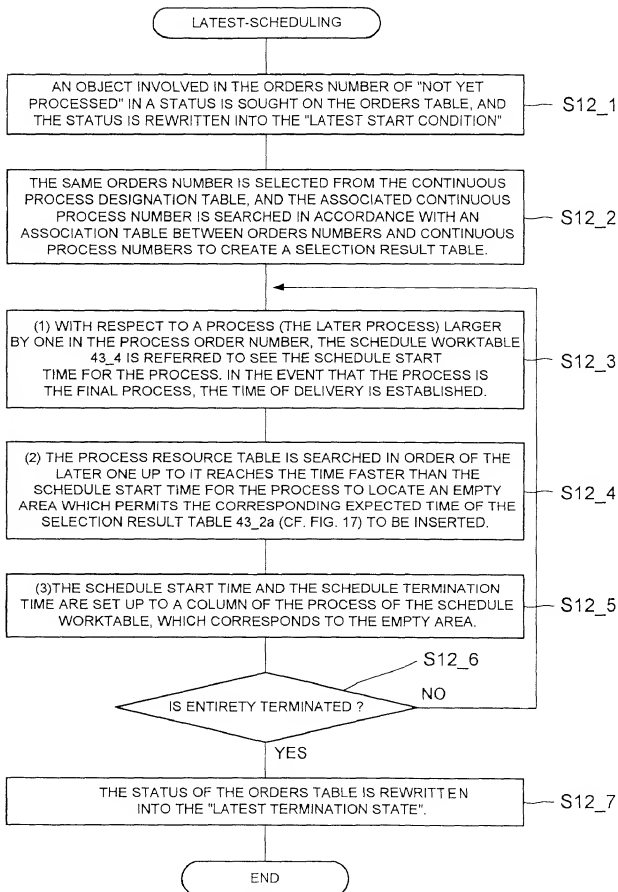 LATEST-SCHEDULING
AN OBJECT INVOLVED IN THE ORDERS NUMBER OF "NOT YET
PROCESSED" IN A STATUS IS SOUGHT ON THE ORDERS TABLE, AND
THE STATUS IS REWRITTEN INTO THE "LATEST START CONDITION"
S12_1
THE SAME ORDERS NUMBER IS SELECTED FROM THE CONTINUOUS
PROCESS DESIGNATION TABLE, AND THE ASSOCIATED CONTINUOUS
PROCESS NUMBER IS SEARCHED IN ACCORDANCE WITH AN
ASSOCIATION TABLE BETWEEN ORDERS NUMBERS AND CONTINUOUS
PROCESS NUMBERS TO CREATE A SELECTION RESULT TABLE.
S12_2
(1) WITH RESPECT TO A PROCESS (THE LATER PROCESS) LARGER
BY ONE IN THE PROCESS ORDER NUMBER, THE SCHEDULE WORKTABLE
43_4 IS REFERRED TO SEE THE SCHEDULE START
TIME FOR THE PROCESS. IN THE EVENT THAT THE PROCESS IS
THE FINAL PROCESS, THE TIME OF DELIVERY IS ESTABLISHED.
S12_3
(2) THE PROCESS RESOURCE TABLE IS SEARCHED IN ORDER OF THE
LATER ONE UP TO IT REACHES THE TIME FASTER THAN THE
SCHEDULE START TIME FOR THE PROCESS TO LOCATE AN EMPTY
AREA WHICH PERMITS THE CORRESPONDING EXPECTED TIME OF THE
SELECTION RESULT TABLE 43_2a (CF. FIG. 17) TO BE INSERTED.
S12_4
(3)THE SCHEDULE START TIME AND THE SCHEDULE TERMINATION
TIME ARE SET UP TO A COLUMN OF THE PROCESS OF THE SCHEDULE
WORKTABLE, WHICH CORRESPONDS TO THE EMPTY AREA.
S12_5
S12_6
IS ENTIRETY TERMINATED ?
NO
YES
THE STATUS OF THE ORDERS TABLE IS REWRITTEN
INTO THE "LATEST TERMINATION STATE".
S12_7
END